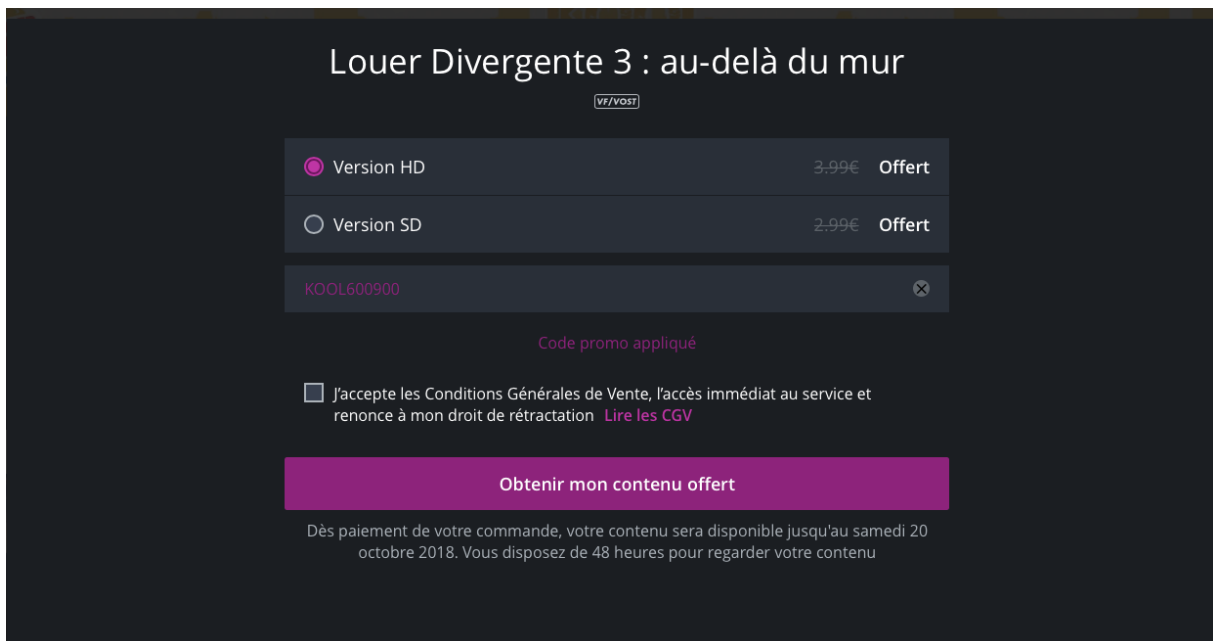 Louer Divergente 3 : au-delà du mur
VF/VOST
Version HD 3.99€ Offert
Version SD 2.99€ Offert
KOOL600900
Code promo appliqué
J'accepte les Conditions Générales de Vente, l'accès immédiat au service et
renonce à mon droit de rétractation Lire les CGV
Obtenir mon contenu offert
Dès paiement de votre commande, votre contenu sera disponible jusqu'au samedi 20
octobre 2018. Vous disposez de 48 heures pour regarder votre contenu